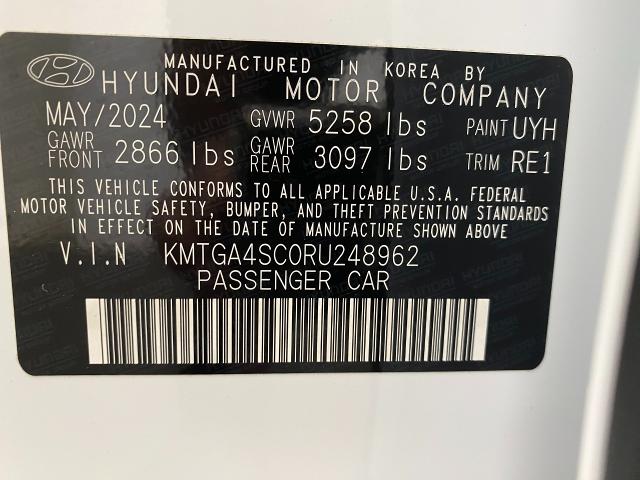 MANUFACTURED IN KOREA BY
HYUNDAI MOTOR COMPANY
MAY/2024 GVWR 5258 lbs PAINT UYH
GAWR FRONT 2866 lbs GAWR REAR 3097 lbs TRIM RE1
THIS VEHICLE CONFORMS TO ALL APPLICABLE U.S.A. FEDERAL
MOTOR VEHICLE SAFETY, BUMPER, AND THEFT PREVENTION STANDARDS
IN EFFECT ON THE DATE OF MANUFACTURE SHOWN ABOVE
V.I.N KMTGA4SC0RU248962
PASSENGER CAR